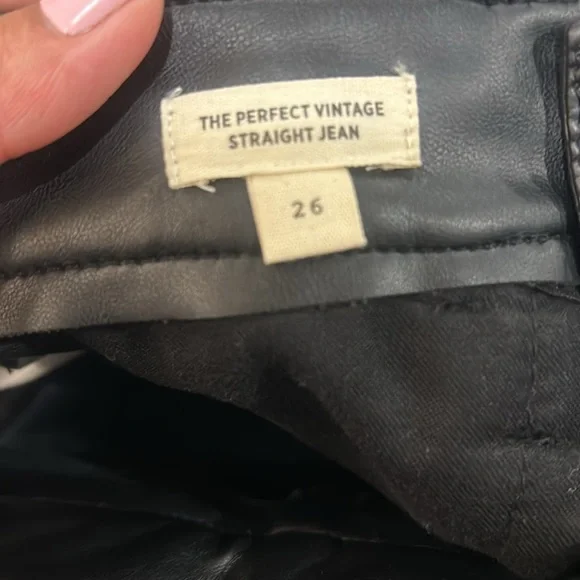 THE PERFECT VINTAGE
STRAIGHT JEAN
26